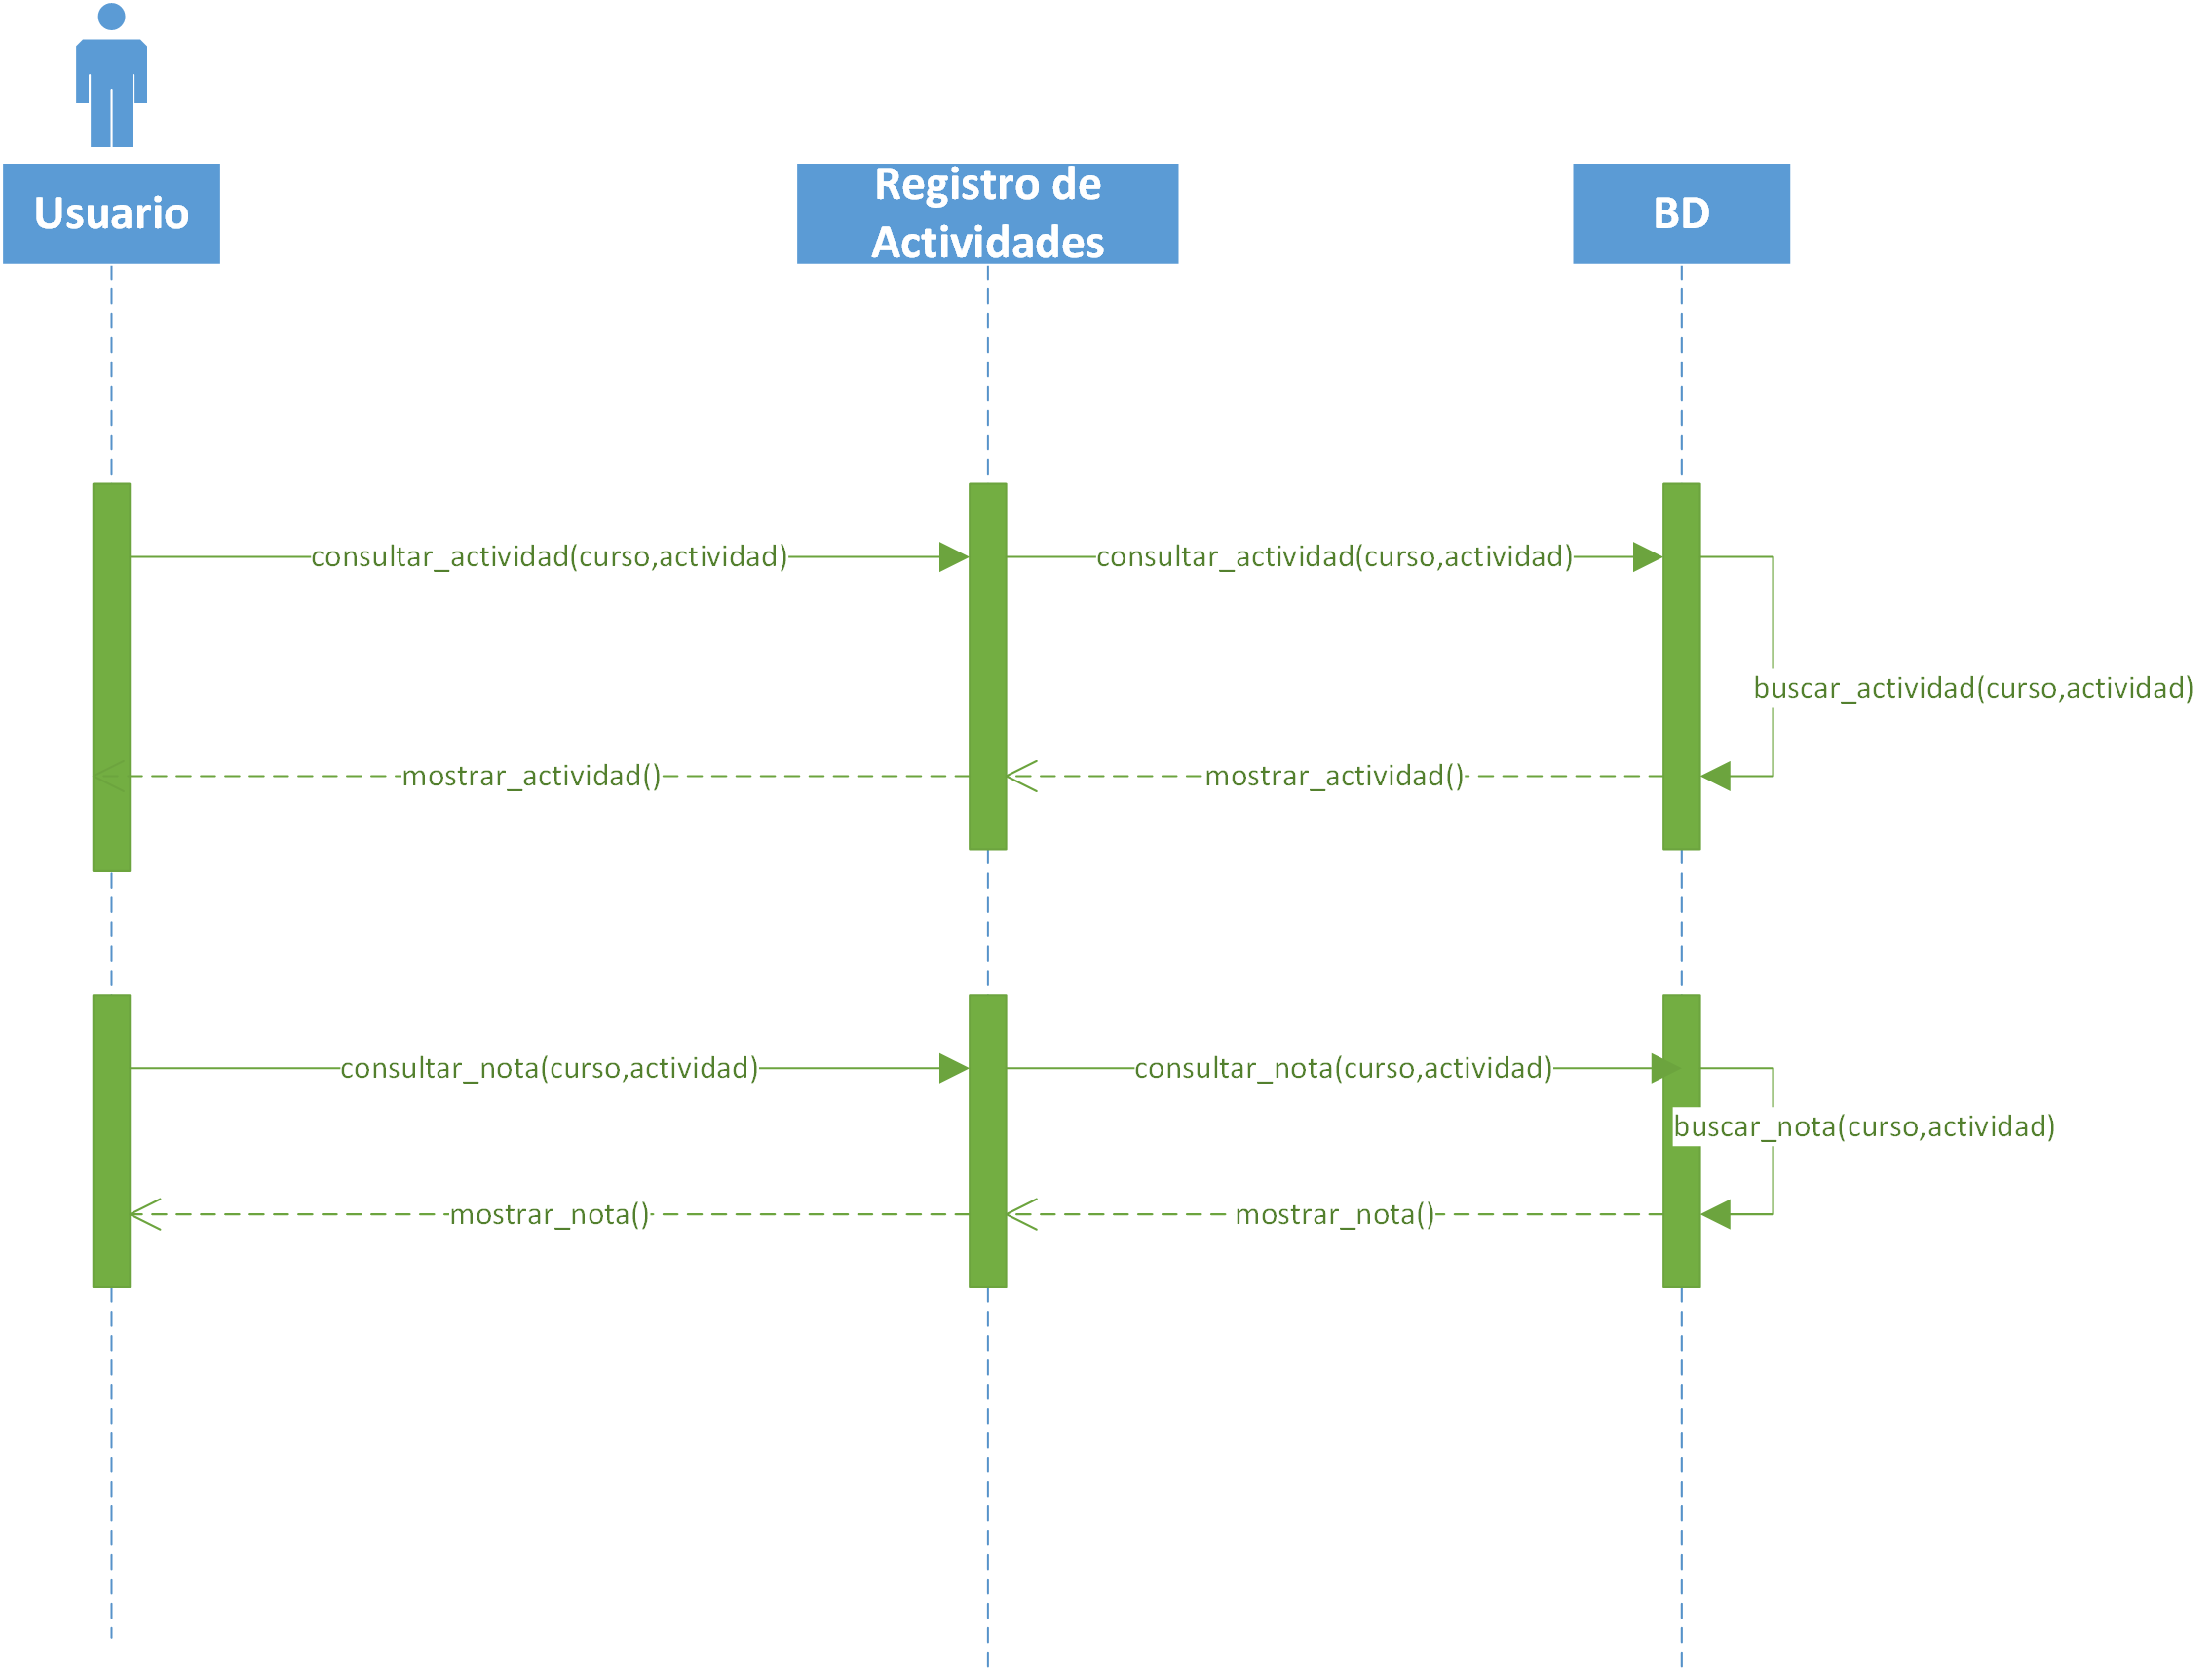 Usuario
Registro de
Actividades
BD
consultar_actividad(curso,actividad)
consultar_actividad(curso,actividad)
buscar_actividad(curso,actividad)
mostrar_actividad()
mostrar_actividad()
consultar_nota(curso,actividad)
consultar_nota(curso,actividad)
buscar_nota(curso,actividad)
mostrar_nota()
mostrar_nota()